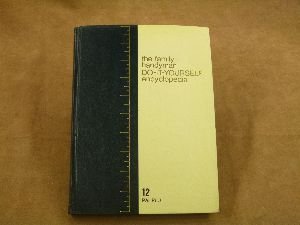 the family
handyman
DO-IT-YOURSELF
encyclopedia
12